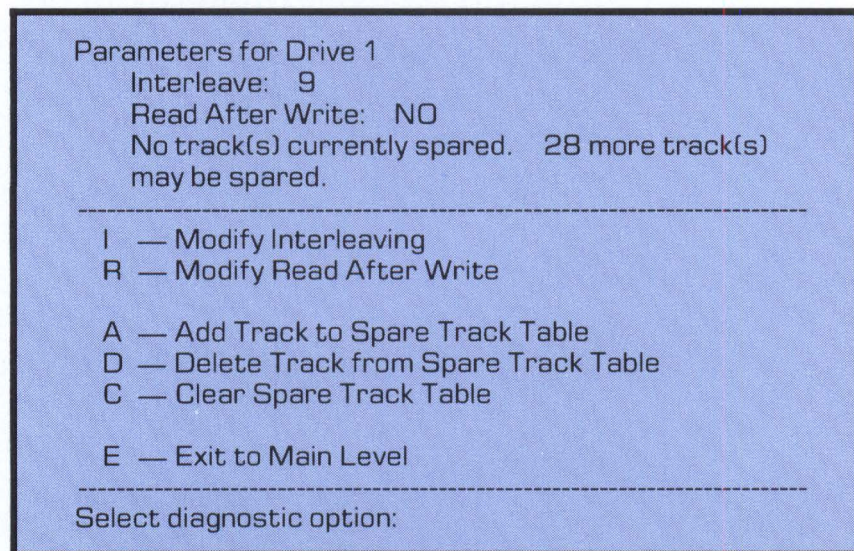 Parameters for Drive 1
Interleave: 9
Read After Write: NO
No track(s) currently spared. 28 more track(s)
may be spared.
I — Modify Interleaving
R — Modify Read After Write
A — Add Track to Spare Track Table
D — Delete Track from Spare Track Table
C — Clear Spare Track Table
E — Exit to Main Level
Select diagnostic option: